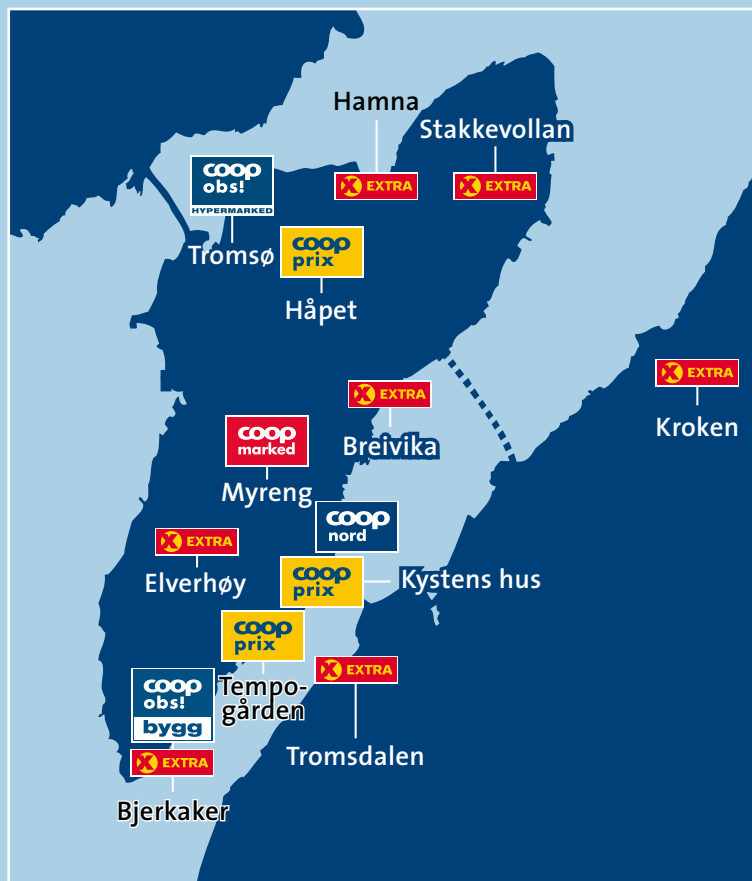 Hamna
Stakkevollan
coop
obs!
HYPERMARKED
X EXTRA
X EXTRA
Tromsø
coop
prix
Håpet
X EXTRA
Kroken
X EXTRA
Breivika
coop
marked
Myreng
coop
nord
X EXTRA
Elverhøy
coop
prix
Kystens hus
coop
prix
Tempo-
gården
X EXTRA
Tromsdalen
coop
obs!
bygg
X EXTRA
Bjerkaker